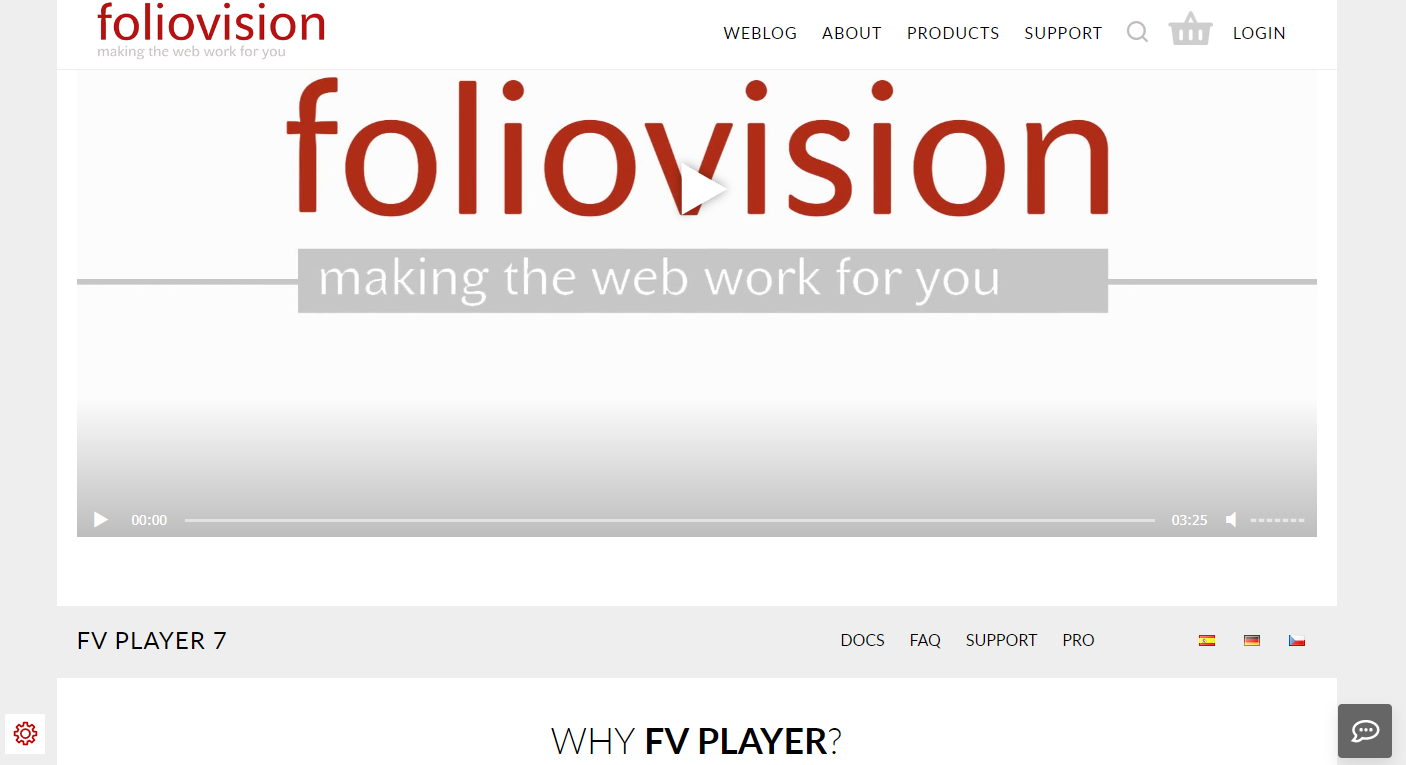 foliovision
making the web work for you
WEBLOG ABOUT PRODUCTS SUPPORT LOGIN
foliovision
making the web work for you
00:00 03:25
FV PLAYER 7 DOCS FAQ SUPPORT PRO
WHY FV PLAYER?